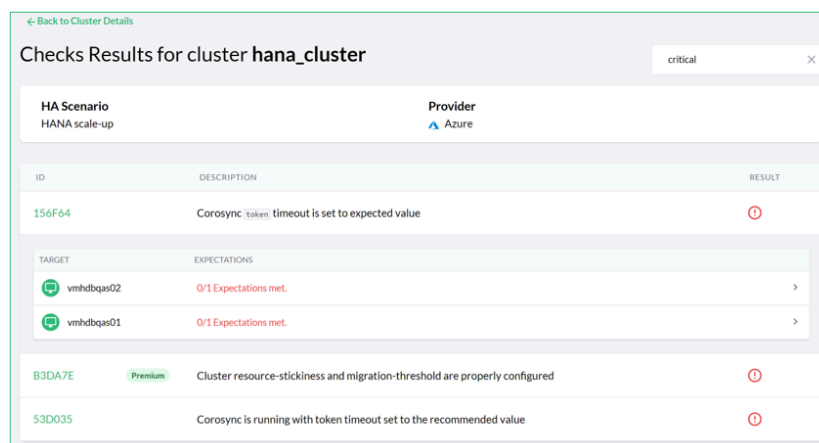 ←Back to Cluster Details
Checks Results for cluster hana_cluster
critical
HA Scenario
Provider
HANA scale-up
Azure
ID DESCRIPTION RESULT
156F64 Corosync token timeout is set to expected value
TARGET EXPECTATIONS
vmhdbqas02 0/1 Expectations met.
vmhdbqas01 0/1 Expectations met.
B3DA7E Premium Cluster resource-stickiness and migration-threshold are properly configured
53D035 Corosync is running with token timeout set to the recommended value